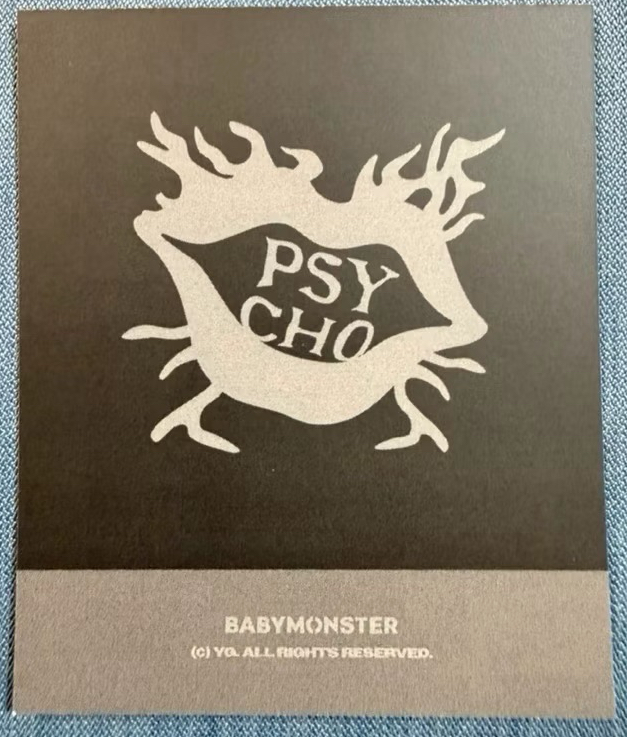 PSY
CHO
BABYMONSTER
(c) YG. ALL RIGHTS RESERVED.